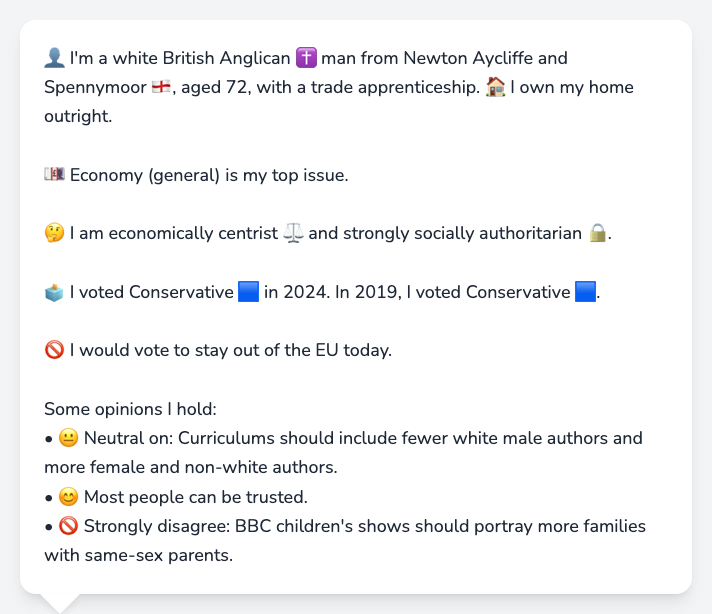 👤 I'm a white British Anglican ✝️ man from Newton Aycliffe and
Spennymoor 🏴󠁧󠁢󠁥󠁮󠁧󠁿, aged 72, with a trade apprenticeship. 🏠 I own my home
outright.
💷 Economy (general) is my top issue.
🤔 I am economically centrist ⚖️ and strongly socially authoritarian 🔒.
🗳️ I voted Conservative 🟦 in 2024. In 2019, I voted Conservative 🟦.
🚫 I would vote to stay out of the EU today.
Some opinions I hold:
• 😐 Neutral on: Curriculums should include fewer white male authors and
more female and non-white authors.
• 😊 Most people can be trusted.
• 🚫 Strongly disagree: BBC children's shows should portray more families
with same-sex parents.